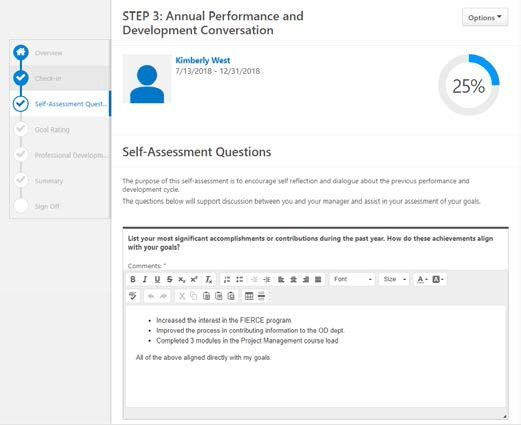 STEP 3: Annual Performance and
Development Conversation
Options
Kimberly West
7/13/2018 - 12/31/2018
25%
Overview
Check-in
Self-Assessment Quest...
Goal Rating
Professional Developm...
Summary
Sign Off
Self-Assessment Questions
The purpose of this self-assessment is to encourage self reflection and dialogue about the previous performance and
development cycle.
The questions below will support discussion between you and your manager and assist in your assessment of your goals.
List your most significant accomplishments or contributions during the past year. How do these achievements align
with your goals?
Comments: *
B I U S x₂ x² Tx Font Size A A
• Increased the interest in the FIERCE program
• Improved the process in contributing information to the OD dept.
• Completed 3 modules in the Project Management course load
All of the above aligned directly with my goals.